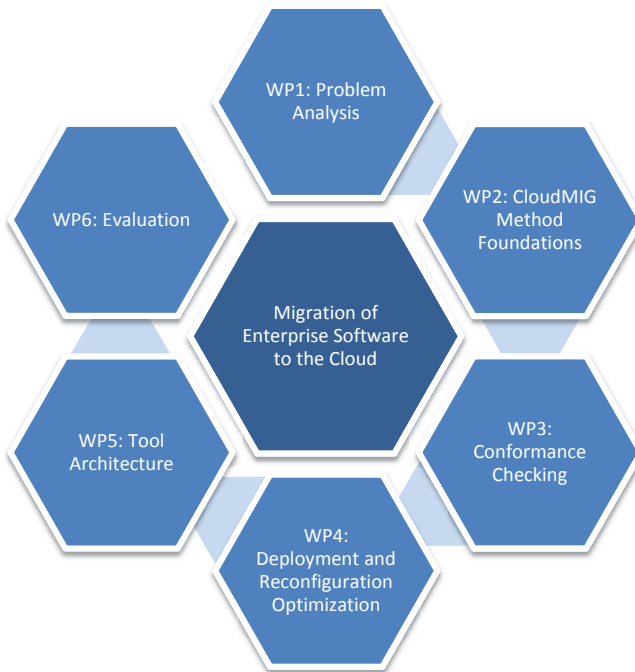 WP1: Problem
Analysis
WP2: CloudMIG
Method
Foundations
WP3:
Conformance
Checking
WP4:
Deployment and
Reconfiguration
Optimization
WP5: Tool
Architecture
WP6: Evaluation
Migration of
Enterprise Software
to the Cloud